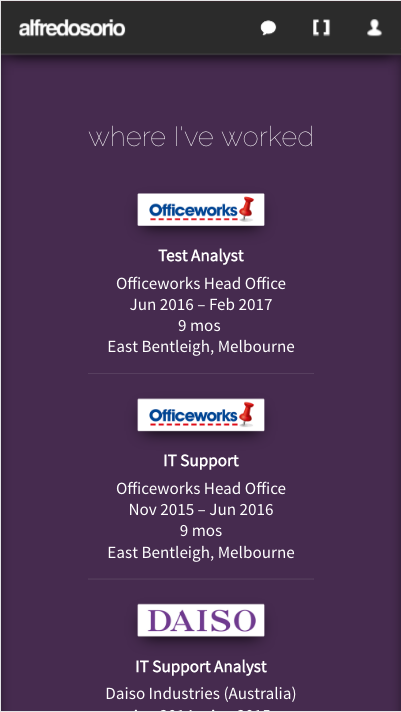 alfredosorio
where I've worked
Officeworks
Test Analyst
Officeworks Head Office
Jun 2016 – Feb 2017
9 mos
East Bentleigh, Melbourne
Officeworks
IT Support
Officeworks Head Office
Nov 2015 – Jun 2016
9 mos
East Bentleigh, Melbourne
DAISO
IT Support Analyst
Daiso Industries (Australia)